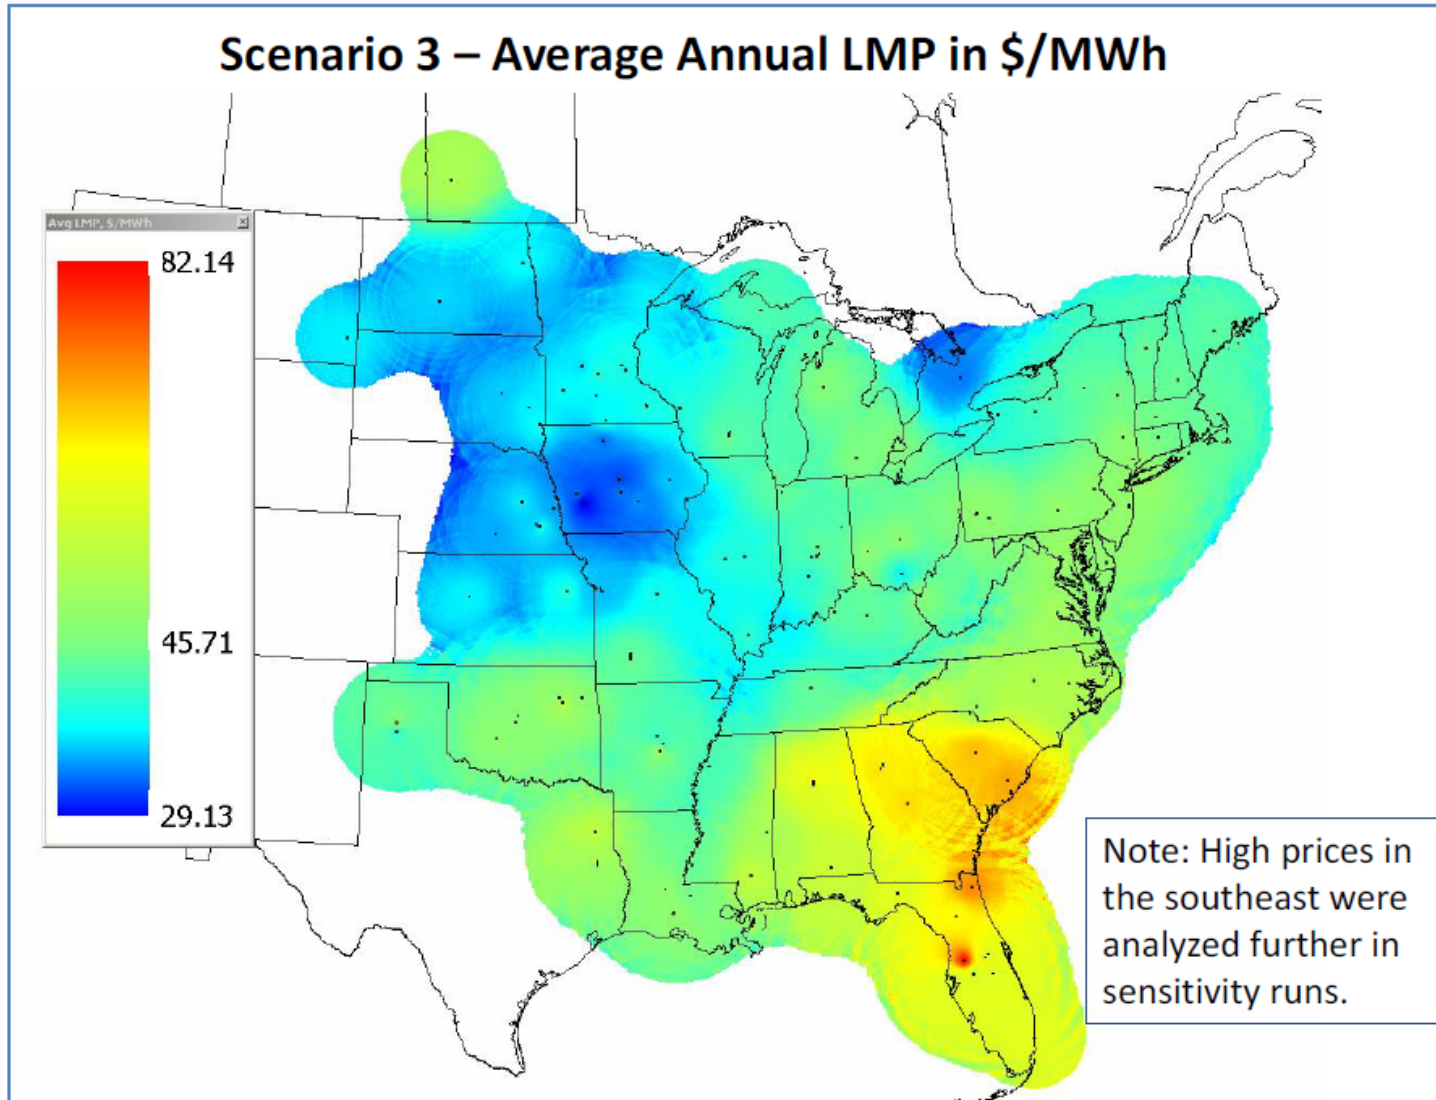 Scenario 3 – Average Annual LMP in $/MWh
Avg LMP, $/MWh
82.14
45.71
29.13
Note: High prices in
the southeast were
analyzed further in
sensitivity runs.